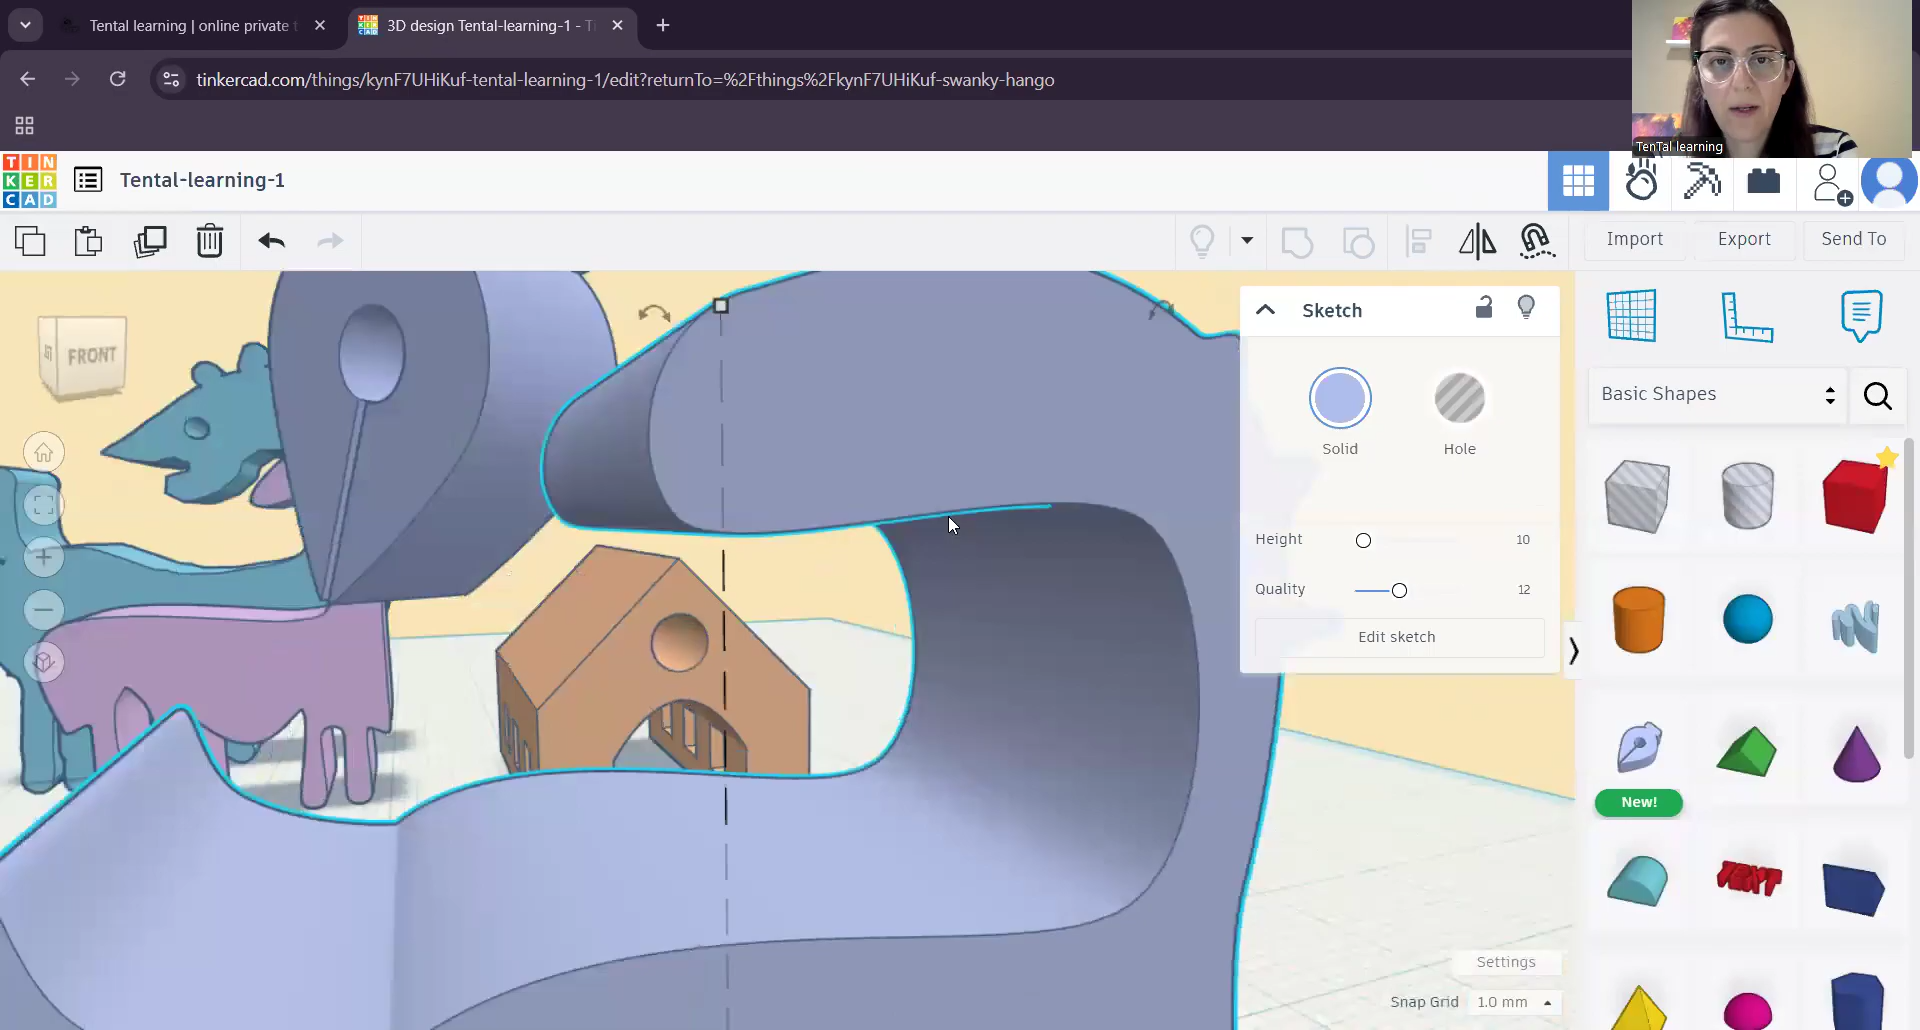 Tental learning | online private t
3D design Tental-learning-1 - Ti
tinkercad.com/things/kynF7UHiKuf-tental-learning-1/edit?returnTo=%2Fthings%2FkynF7UHiKuf-swanky-hango
TenTal learning
TIN
KER
CAD
Tental-learning-1
Import
Export
Send To
FRONT
Sketch
Solid
Hole
Height
10
Quality
12
Edit sketch
Basic Shapes
New!
TEXT
Settings
Snap Grid
1.0 mm